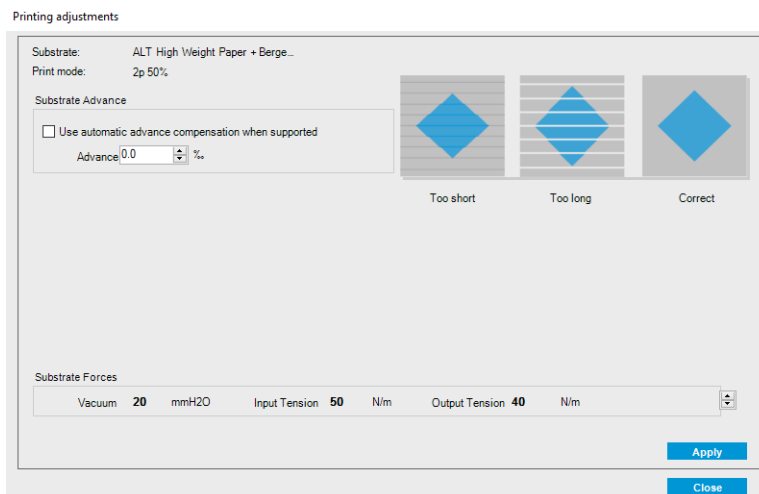 Printing adjustments
Substrate: ALT High Weight Paper + Berge...
Print mode: 2p 50%
Substrate Advance
Use automatic advance compensation when supported
Advance 0.0 ‰
Too short Too long Correct
Substrate Forces
Vacuum 20 mmH2O Input Tension 50 N/m Output Tension 40 N/m
Apply
Close